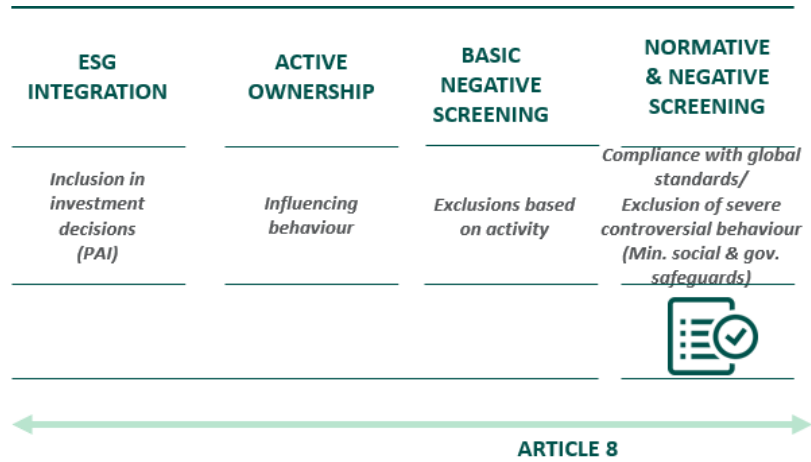 ESG
INTEGRATION
ACTIVE
OWNERSHIP
BASIC
NEGATIVE
SCREENING
NORMATIVE
& NEGATIVE
SCREENING
Inclusion in
investment
decisions
(PAI)
Influencing
behaviour
Exclusions based
on activity
Compliance with global
standards/
Exclusion of severe
controversial behaviour
(Min. social & gov.
safeguards)
ARTICLE 8